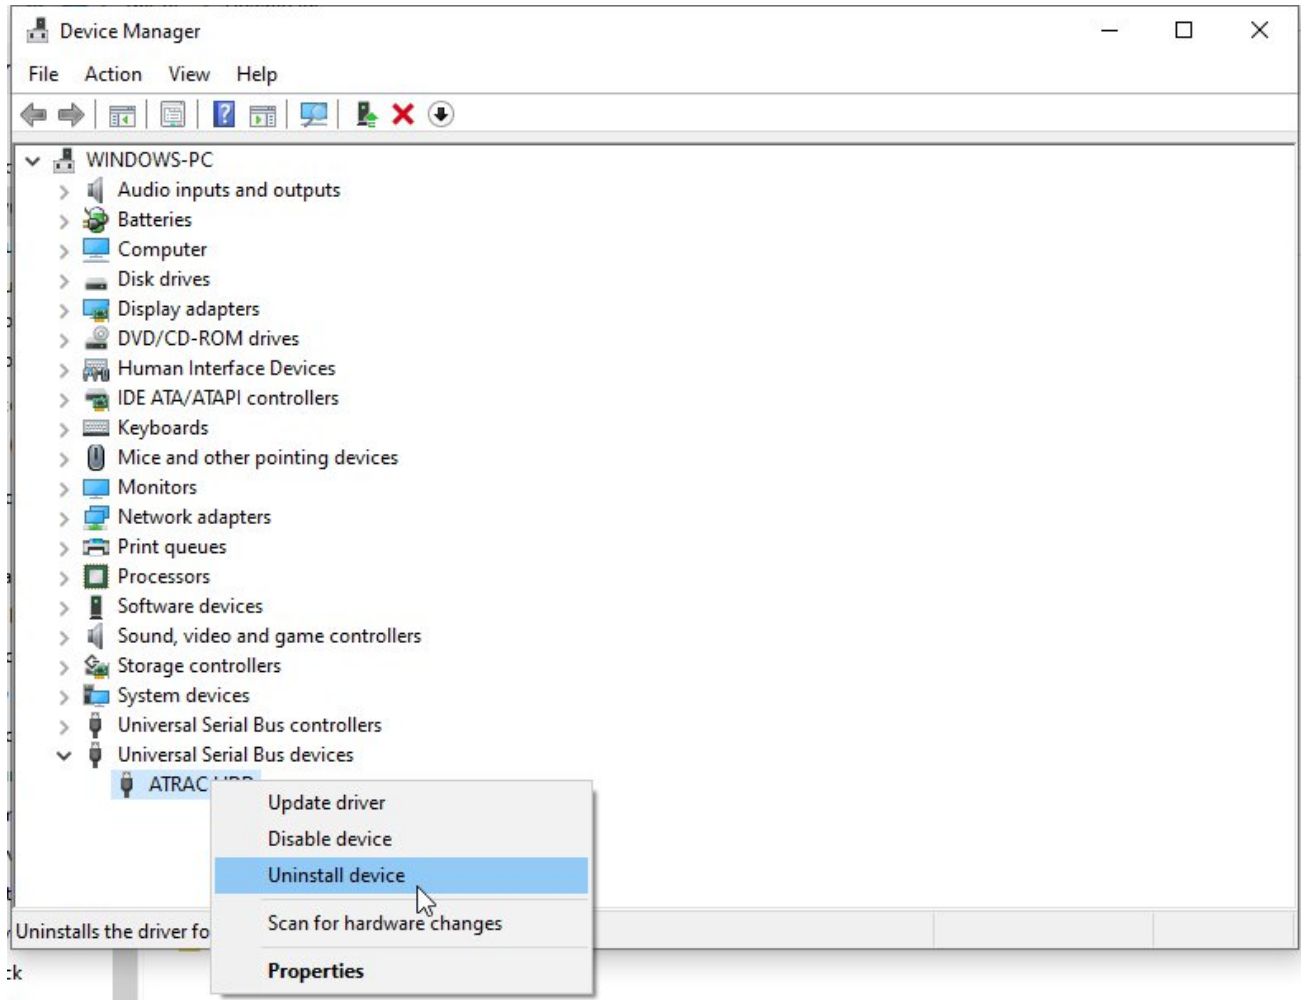 Device Manager
File Action View Help
WINDOWS-PC
Audio inputs and outputs
Batteries
Computer
Disk drives
Display adapters
DVD/CD-ROM drives
Human Interface Devices
IDE ATA/ATAPI controllers
Keyboards
Mice and other pointing devices
Monitors
Network adapters
Print queues
Processors
Software devices
Sound, video and game controllers
Storage controllers
System devices
Universal Serial Bus controllers
Universal Serial Bus devices
ATRAC
Update driver
Disable device
Uninstall device
Scan for hardware changes
Uninstalls the driver fo
Properties